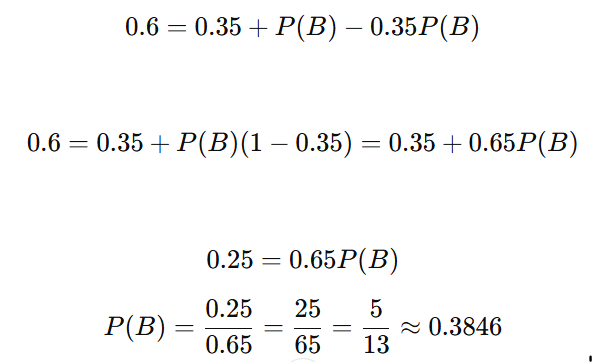 0.6 = 0.35 + P(B) − 0.35P(B)
0.6 = 0.35 + P(B)(1 − 0.35) = 0.35 + 0.65P(B)
0.25 = 0.65P(B)
P(B) = 0.25/0.65 = 25/65 = 5/13 ≈ 0.3846